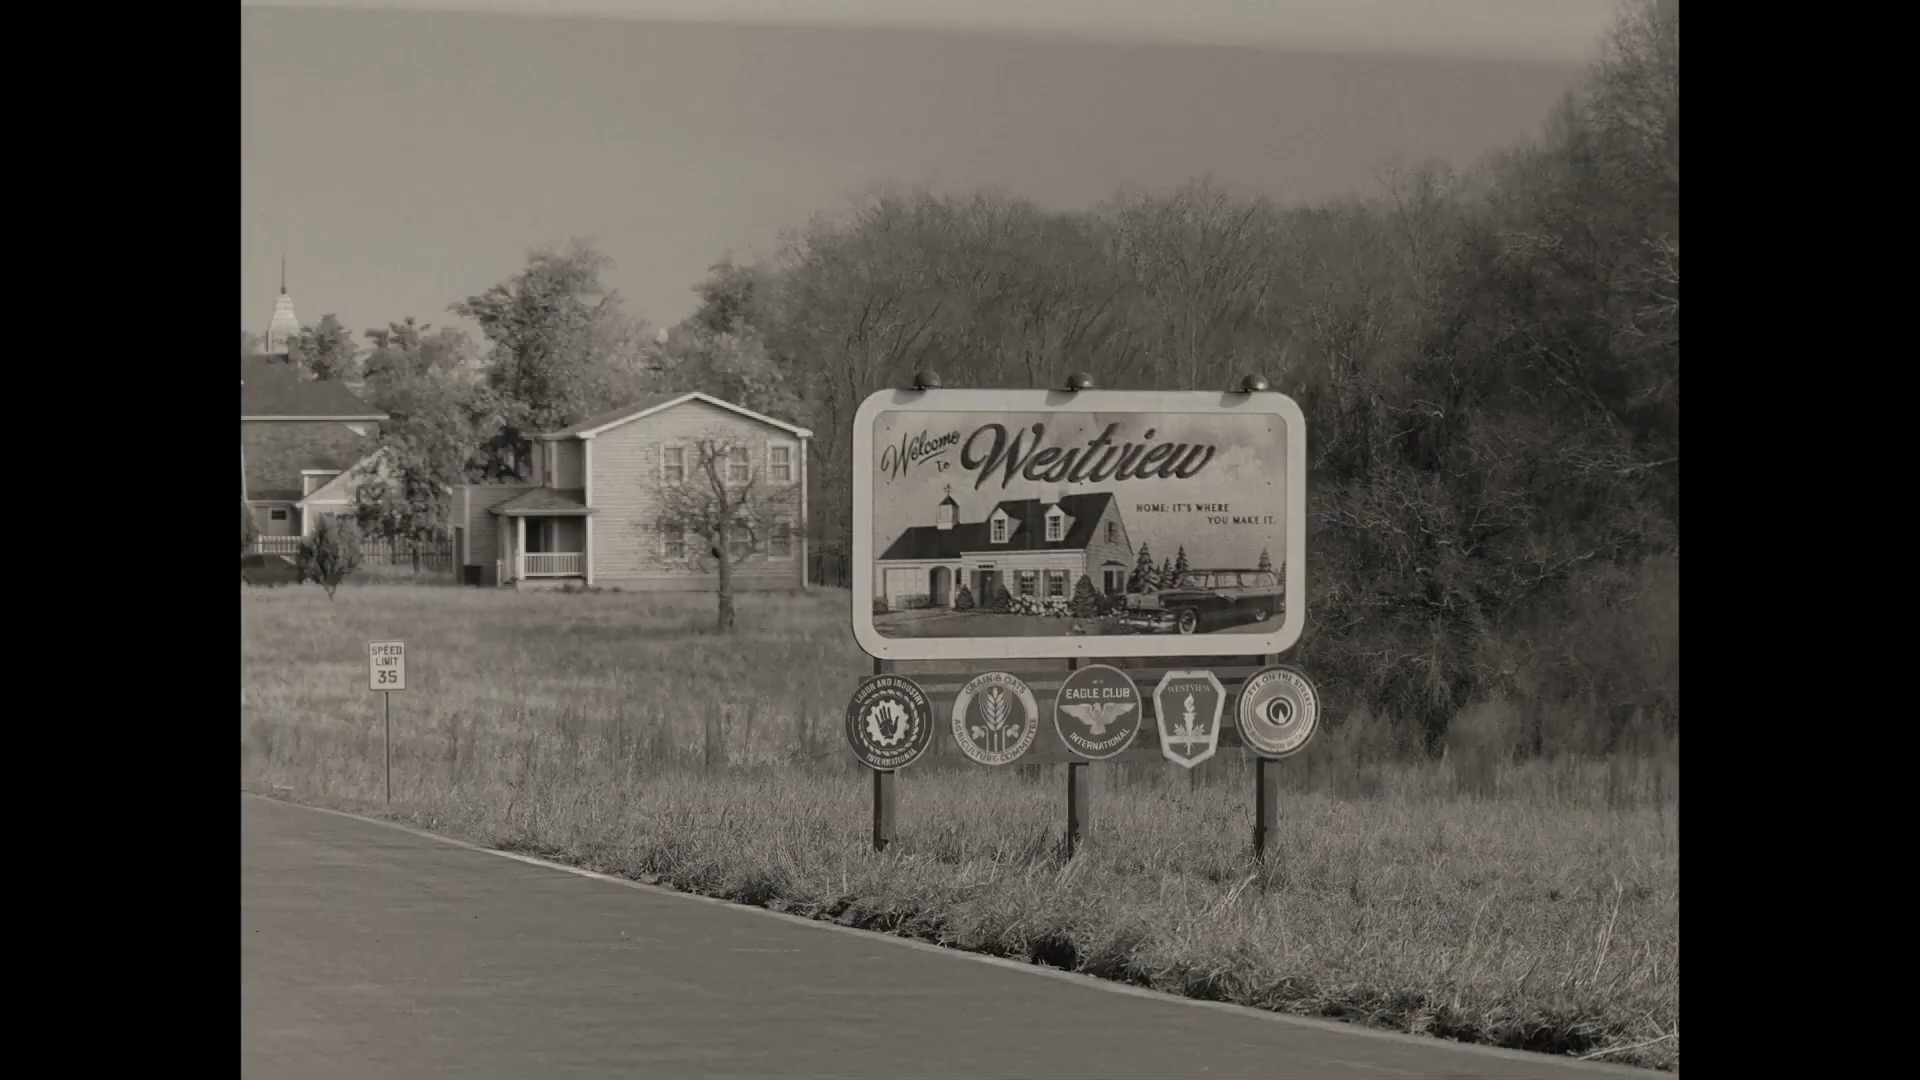 Welcome
to Westview
HOME: IT'S WHERE
YOU MAKE IT.
SPEED
LIMIT
35
LABOR AND INDUSTRY
INTERNATIONAL
GRAIN & OATS
AGRICULTURE COMMITTEE
EAGLE CLUB
INTERNATIONAL
WESTVIEW
EYE ON THE STREET